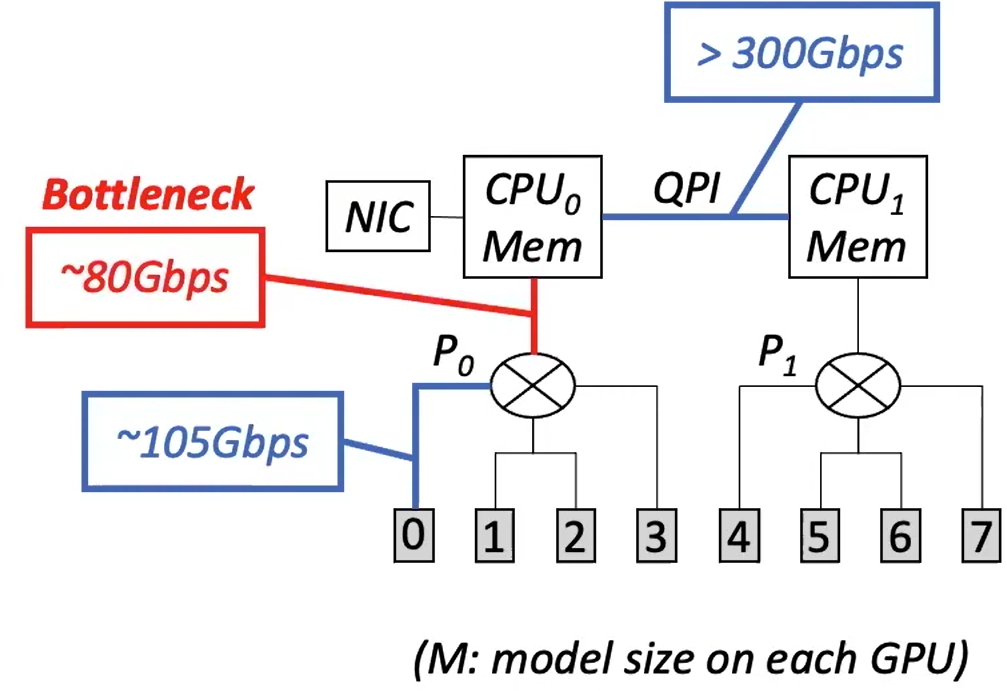 > 300Gbps
Bottleneck
~80Gbps
NIC
CPU0
Mem
QPI
CPU1
Mem
P0
P1
~105Gbps
0
1
2
3
4
5
6
7
(M: model size on each GPU)